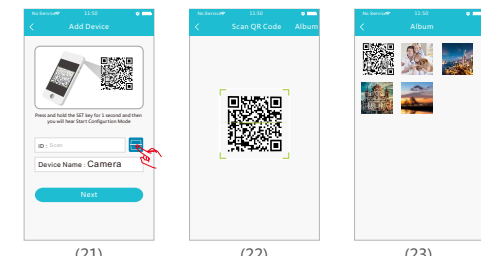 No Service 11:50
Add Device
Press and hold the SET key for 1 second and then
you will hear Start Configurtion Mode
ID : Scan
Device Name : Camera
Next
(21)
No Service 11:50
Scan QR Code Album
(22)
No Service 11:50
Album
(23)